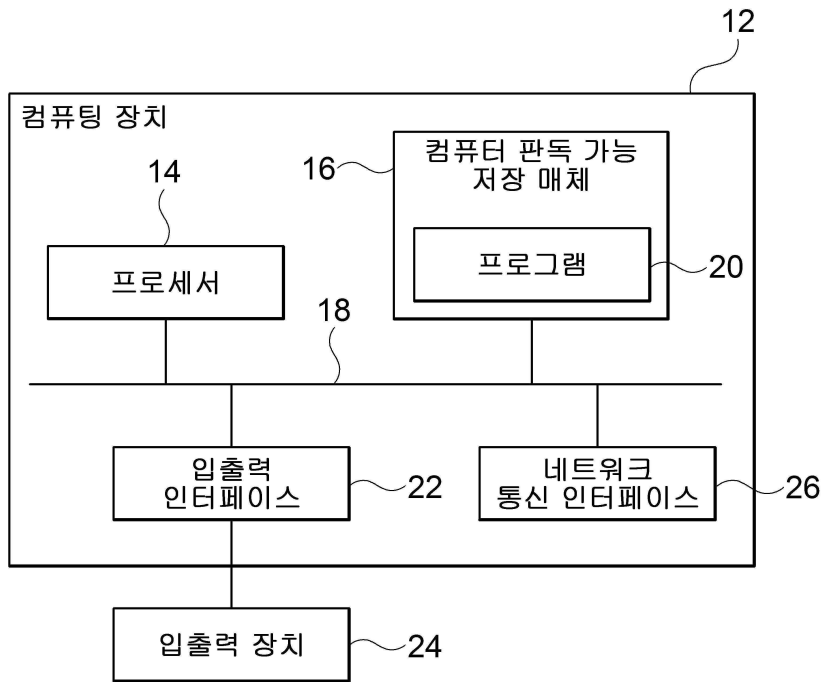 12
컴퓨팅 장치
14
16
컴퓨터 판독 가능
저장 매체
프로세서
프로그램
20
18
입출력
인터페이스
22
네트워크
통신 인터페이스
26
입출력 장치
24